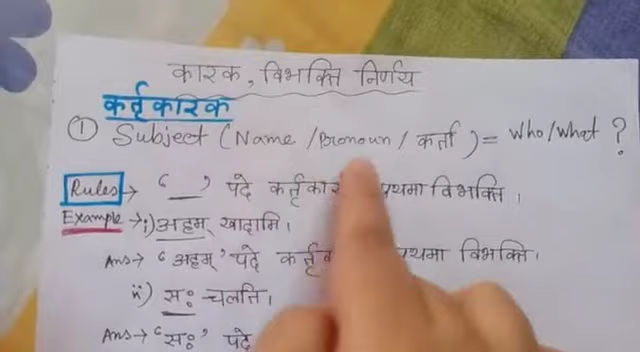 कारक, विभक्ति निर्णय
कर्तृकारक
① Subject (Name /Pronoun / कर्ता) = Who/What ?
Rules → ‘__’ पदे कर्तृकार प्रथमा विभक्ति ।
Example → i) अहम् खादामि ।
Ans → ‘अहम्’ पदे कर्तृ प्रथमा विभक्ति ।
ii) सः चलति ।
Ans → ‘सः’ पदे